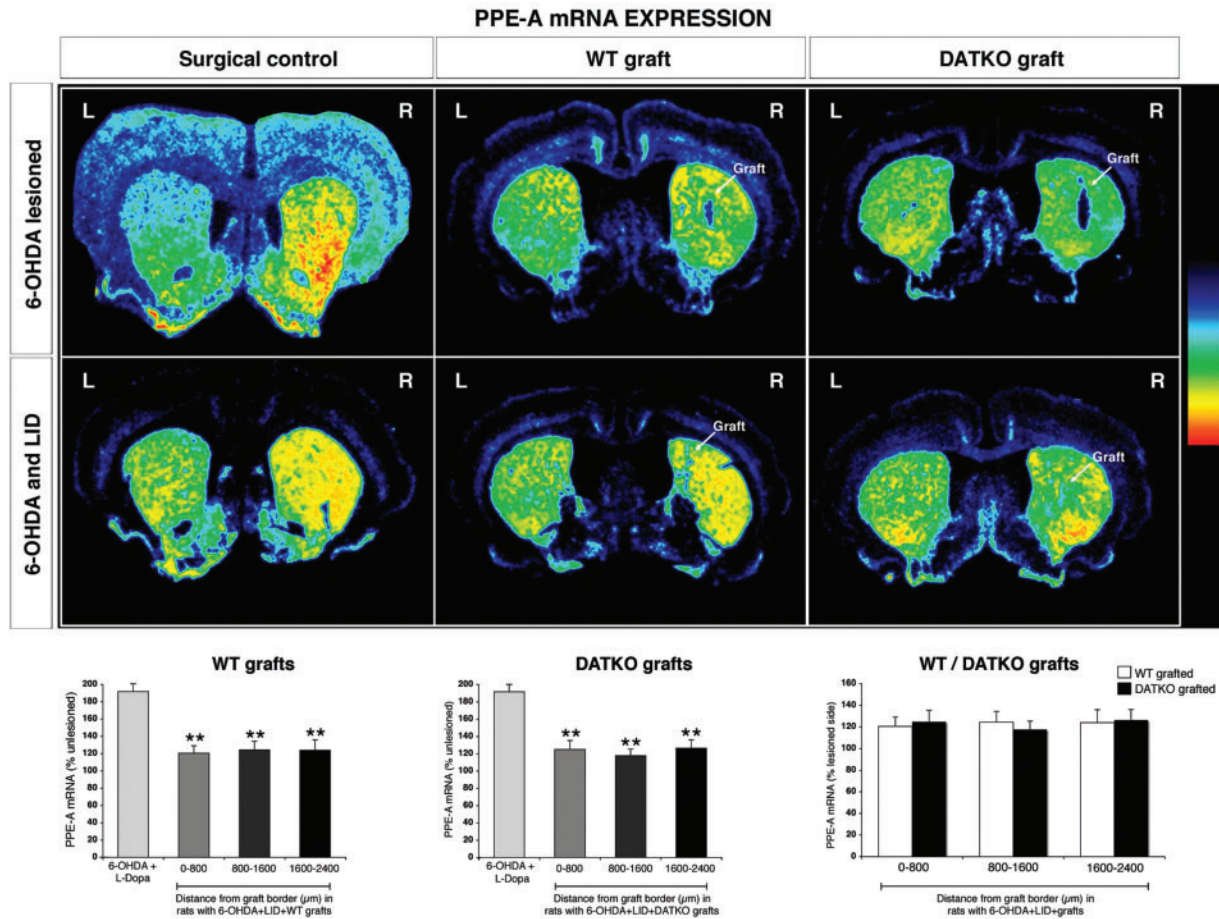 PPE-A mRNA EXPRESSION
Surgical control
WT graft
DATKO graft
6-OHDA lesioned
L
R
L
R
Graft
L
R
Graft
6-OHDA and LID
L
R
L
R
Graft
L
R
Graft
WT grafts
PPE-A mRNA (% unlesioned)
200
180
160
140
120
100
80
60
40
20
0
**
**
**
6-OHDA +
L-Dopa
0-800
800-1600
1600-2400
Distance from graft border (µm) in
rats with 6-OHDA+LID+WT grafts
DATKO grafts
PPE-A mRNA (% unlesioned)
200
180
160
140
120
100
80
60
40
20
0
**
**
**
6-OHDA +
L-Dopa
0-800
800-1600
1600-2400
Distance from graft border (µm) in
rats with 6-OHDA+LID+DATKO grafts
WT / DATKO grafts
WT grafted
DATKO grafted
PPE-A mRNA (% lesioned side)
160
140
120
100
80
60
40
20
0
0-800
800-1600
1600-2400
Distance from graft border (µm) in
rats with 6-OHDA+LID+grafts